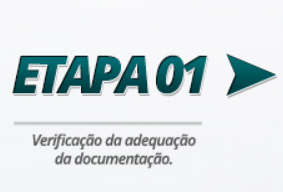 ETAPA 01
Verificação da adequação
da documentação.